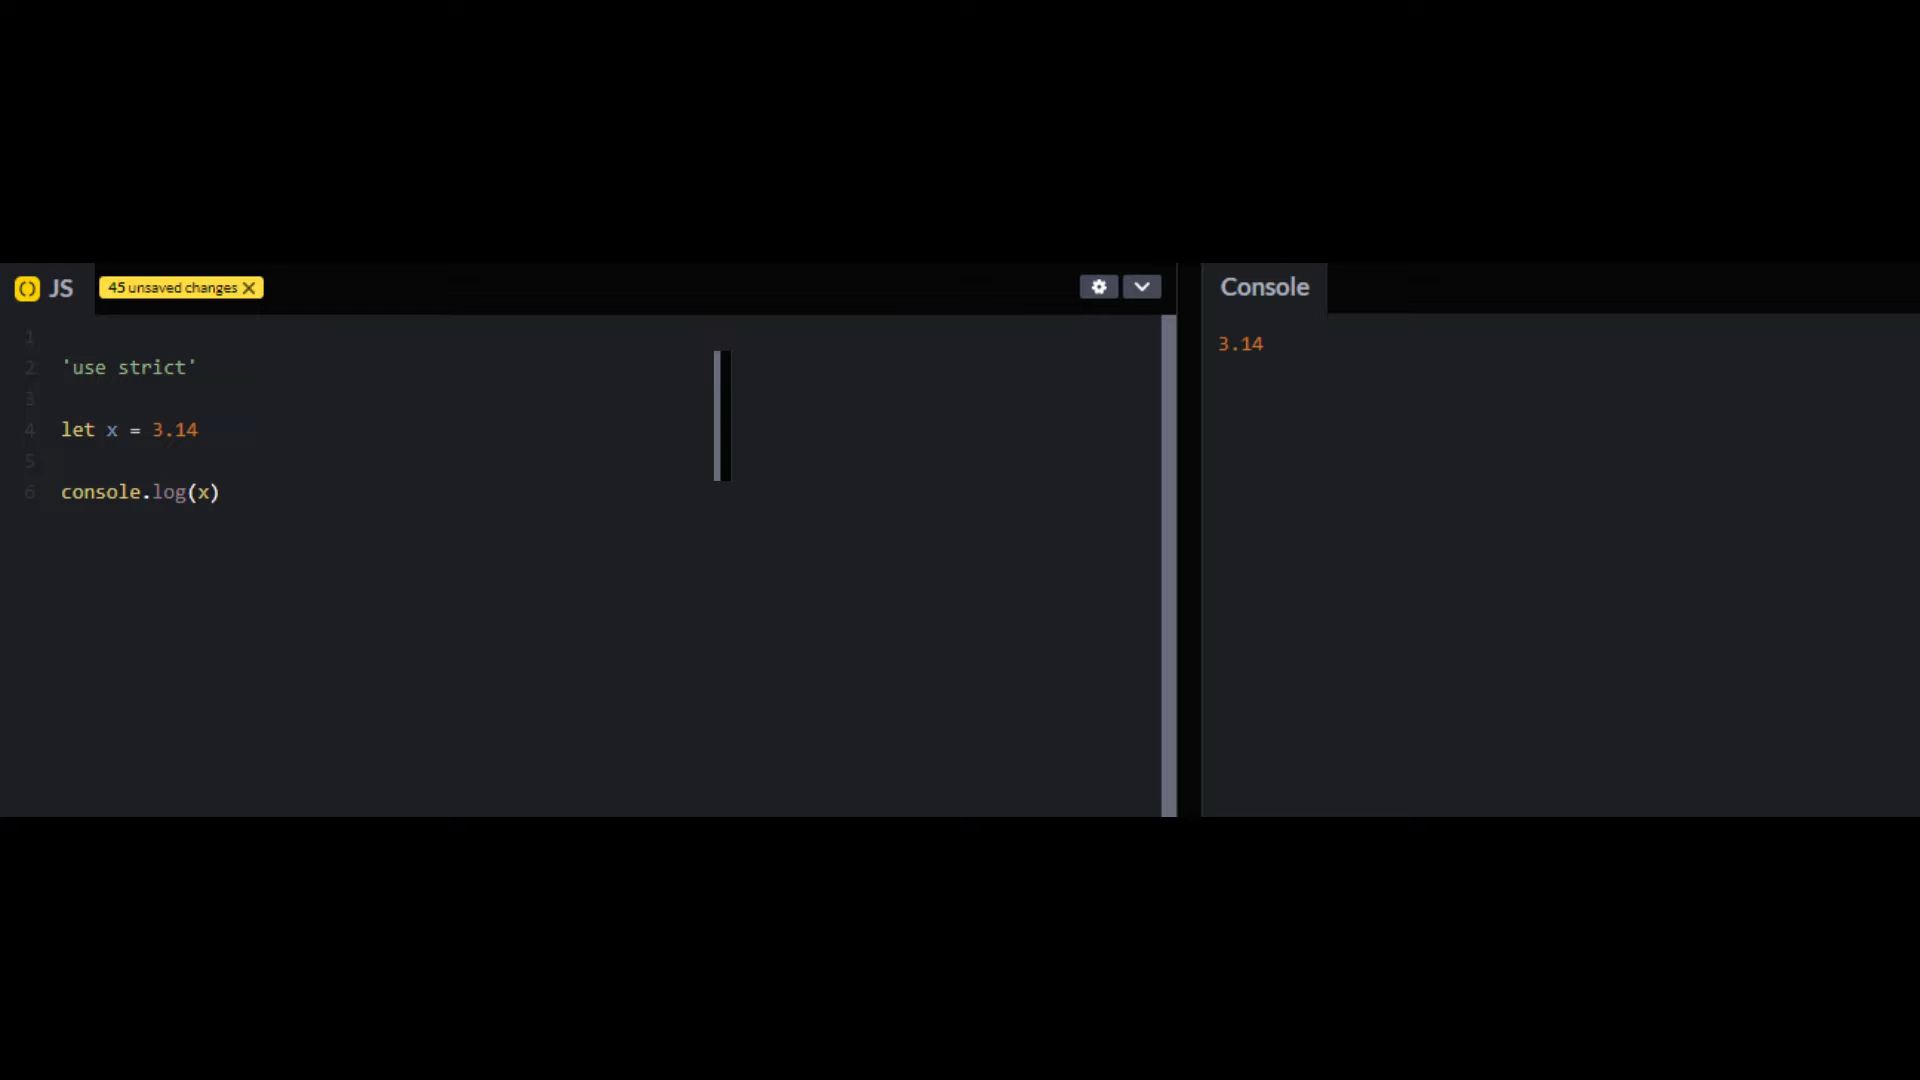 () JS 45 unsaved changes
Console
1
2 'use strict'
3
4 let x = 3.14
5
6 console.log(x)
3.14